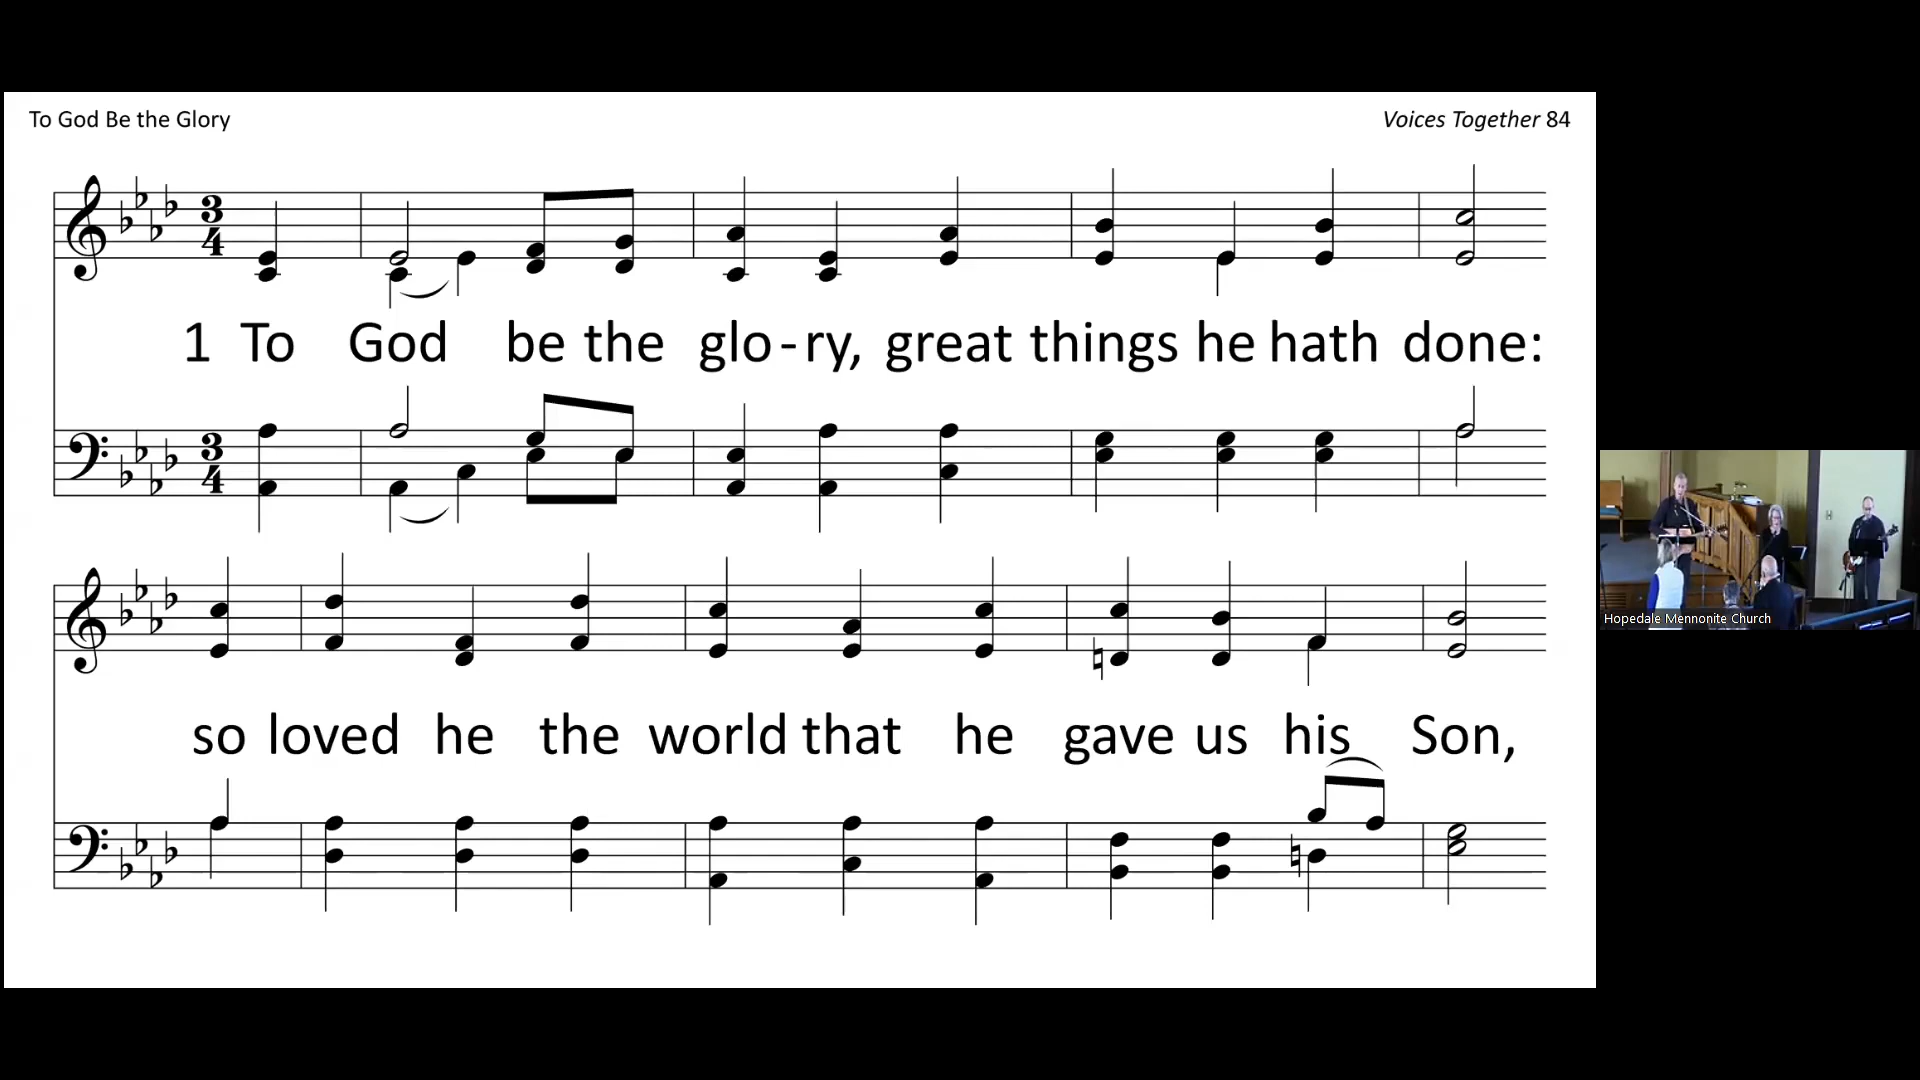 To God Be the Glory
Voices Together 84
1 To God be the glo-ry, great things he hath done:
so loved he the world that he gave us his Son,
Hopedale Mennonite Church